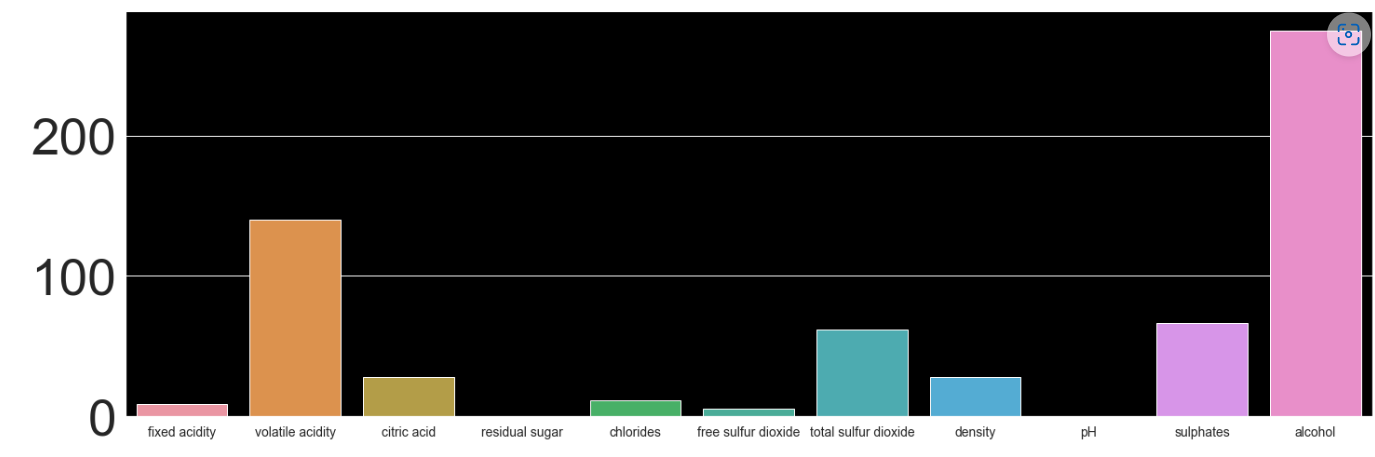 200
100
0
fixed acidity volatile acidity citric acid residual sugar chlorides free sulfur dioxide total sulfur dioxide density pH sulphates alcohol